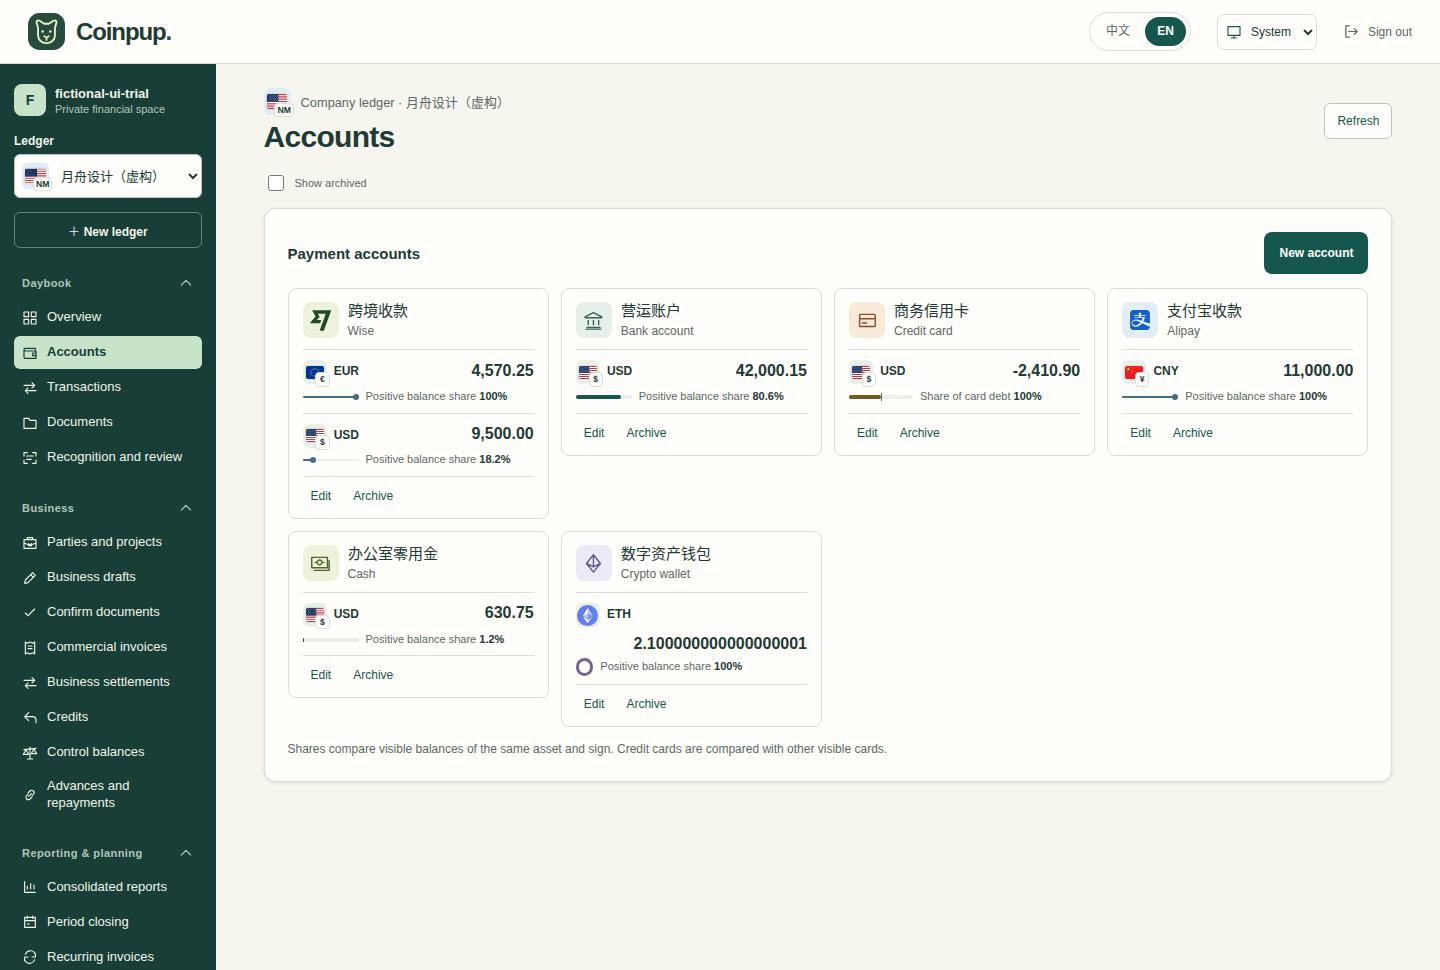 Coinpup.
中文
EN
System
Sign out
F
fictional-ui-trial
Private financial space
Ledger
NM
月舟设计（虚构）
+ New ledger
Daybook
Overview
Accounts
Transactions
Documents
Recognition and review
Business
Parties and projects
Business drafts
Confirm documents
Commercial invoices
Business settlements
Credits
Control balances
Advances and
repayments
Reporting & planning
Consolidated reports
Period closing
Recurring invoices
NM
Company ledger · 月舟设计（虚构）
Accounts
Refresh
Show archived
Payment accounts
New account
跨境收款
Wise
€ EUR 4,570.25
Positive balance share 100%
$ USD 9,500.00
Positive balance share 18.2%
Edit Archive
营运账户
Bank account
$ USD 42,000.15
Positive balance share 80.6%
Edit Archive
商务信用卡
Credit card
$ USD -2,410.90
Share of card debt 100%
Edit Archive
支
支付宝收款
Alipay
¥ CNY 11,000.00
Positive balance share 100%
Edit Archive
办公室零用金
Cash
$ USD 630.75
Positive balance share 1.2%
Edit Archive
数字资产钱包
Crypto wallet
ETH
2.100000000000000001
Positive balance share 100%
Edit Archive
Shares compare visible balances of the same asset and sign. Credit cards are compared with other visible cards.